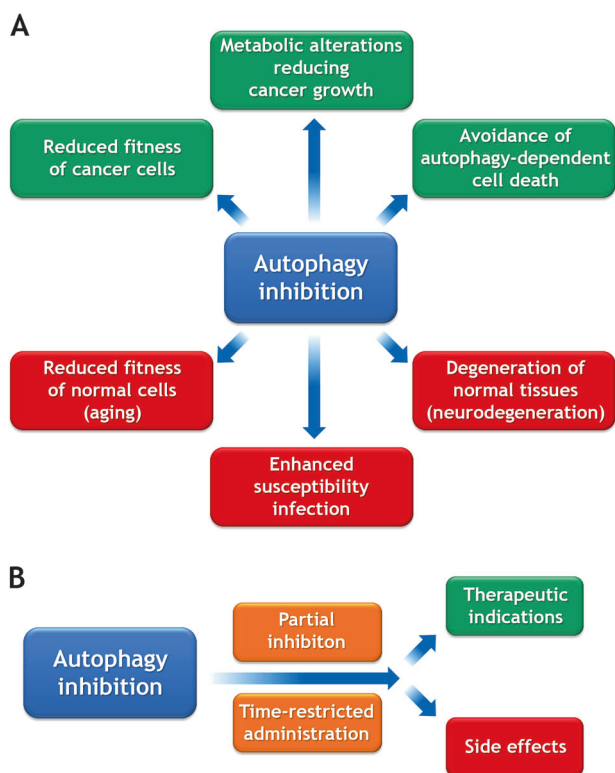 A
Metabolic alterations
reducing
cancer growth
Reduced fitness
of cancer cells
Avoidance of
autophagy-dependent
cell death
Autophagy
inhibition
Reduced fitness
of normal cells
(aging)
Degeneration of
normal tissues
(neurodegeneration)
Enhanced
susceptibility
infection
B
Autophagy
inhibition
Partial
inhibiton
Time-restricted
administration
Therapeutic
indications
Side effects